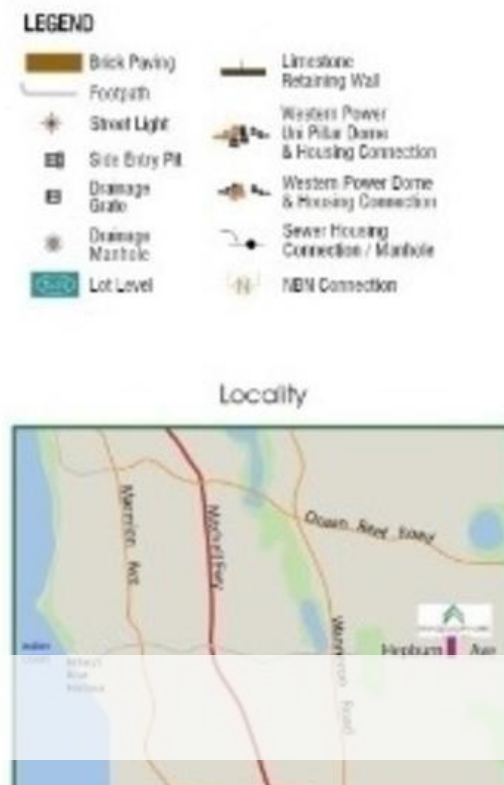 LEGEND
Brick Paving
Footpath
Street Light
Side Entry Pit
Drainage
Grate
Drainage
Manhole
Lot Level
Limestone
Retaining Wall
Western Power
Uni Pillar Dome
& Housing Connection
Western Power Dome
& Housing Connection
Sewer Housing
Connection / Manhole
N
NBN Connection
Locality
Marmion Ave
Mitchell Fwy
Ocean Reef Road
Wanneroo Road
Hepburn Ave